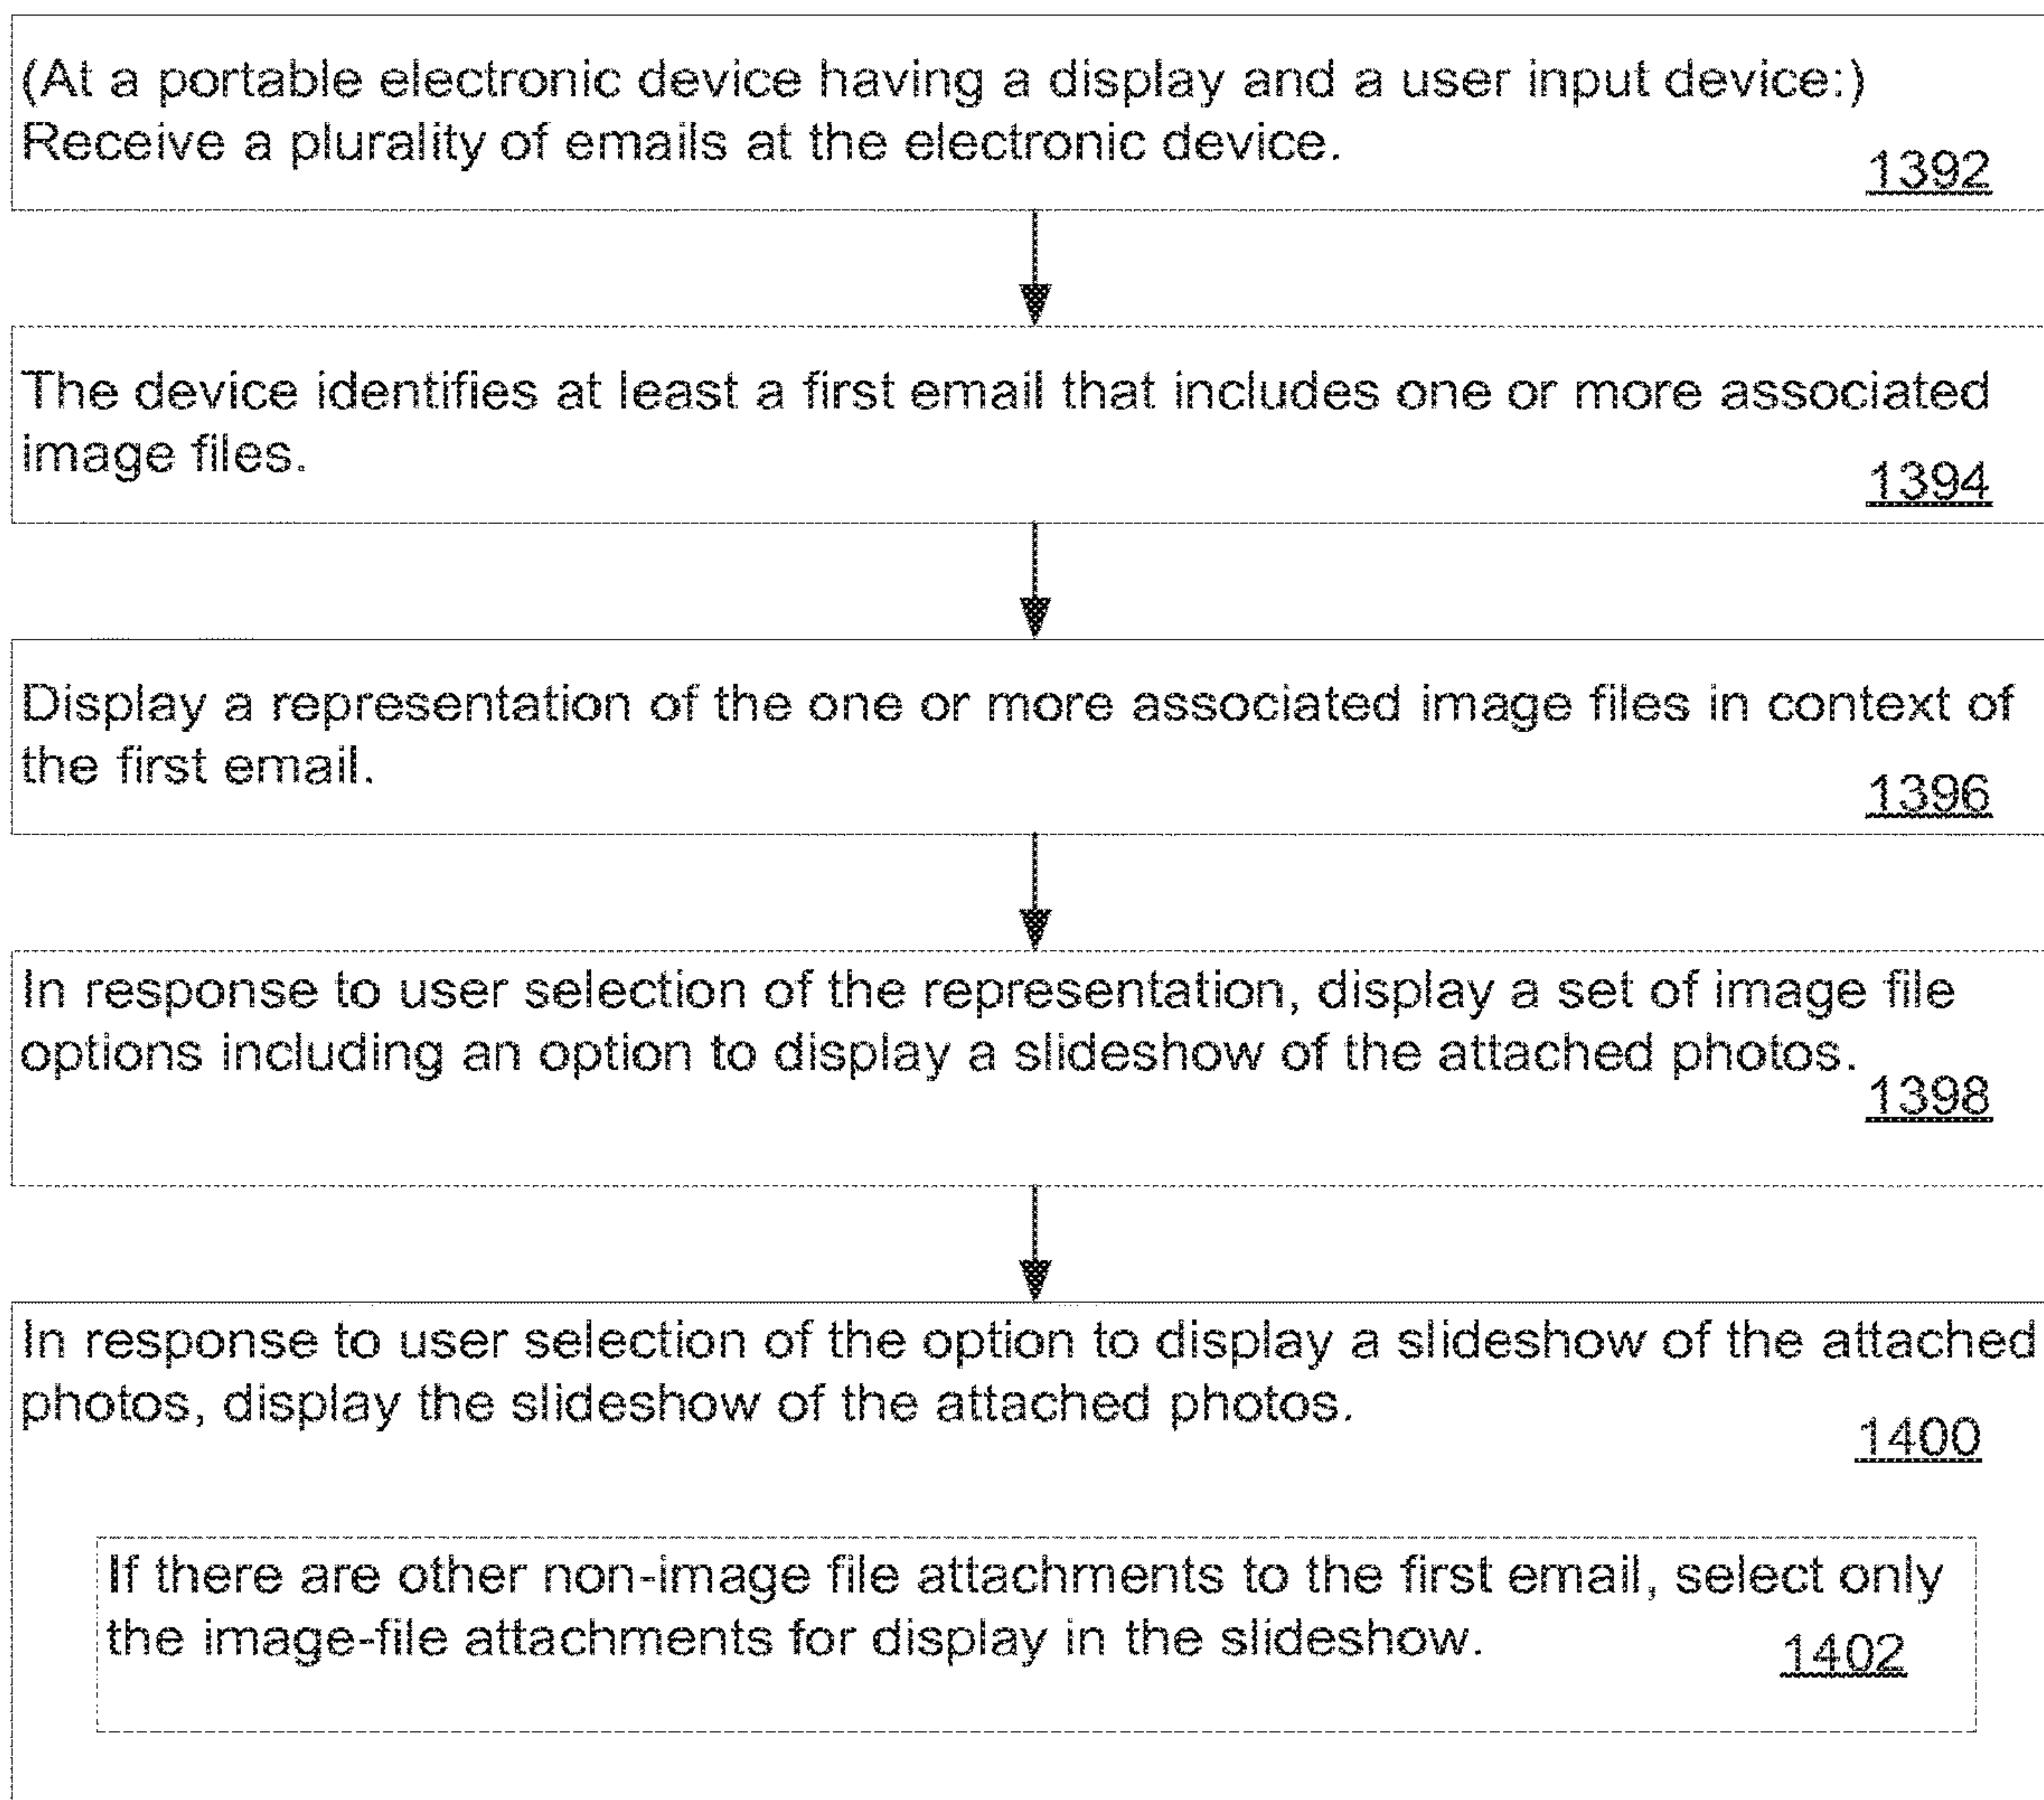 (At a portable electronic device having a display and a user input device:)
Receive a plurality of emails at the electronic device.
1392
The device identifies at least a first email that includes one or more associated
image files.
1394
Display a representation of the one or more associated image files in context of
the first email.
1396
In response to user selection of the representation, display a set of image file
options including an option to display a slideshow of the attached photos.
1398
In response to user selection of the option to display a slideshow of the attached
photos, display the slideshow of the attached photos.
1400
If there are other non-image file attachments to the first email, select only
the image-file attachments for display in the slideshow.
1402